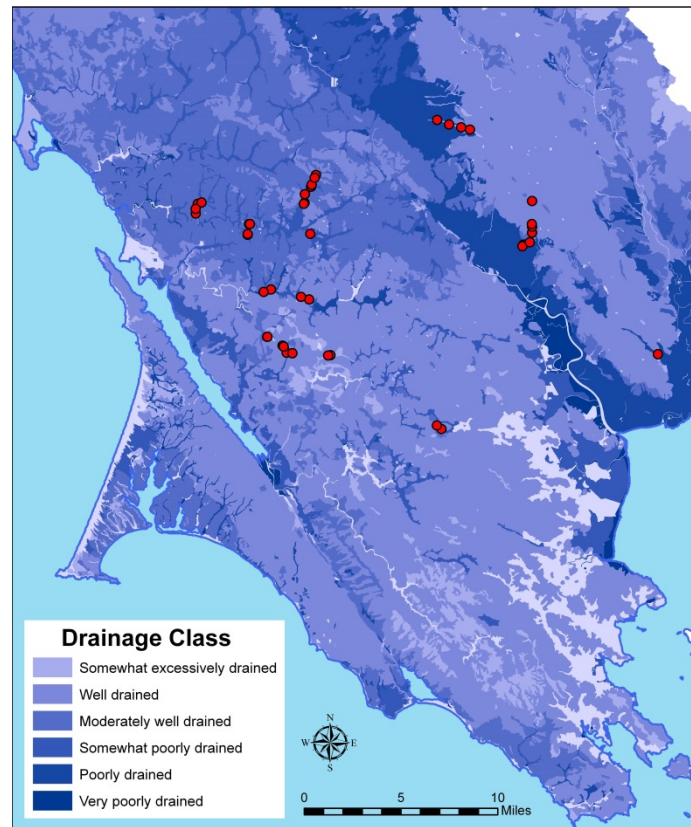 Drainage Class
Somewhat excessively drained
Well drained
Moderately well drained
Somewhat poorly drained
Poorly drained
Very poorly drained
N
W E
S
0 5 10
Miles